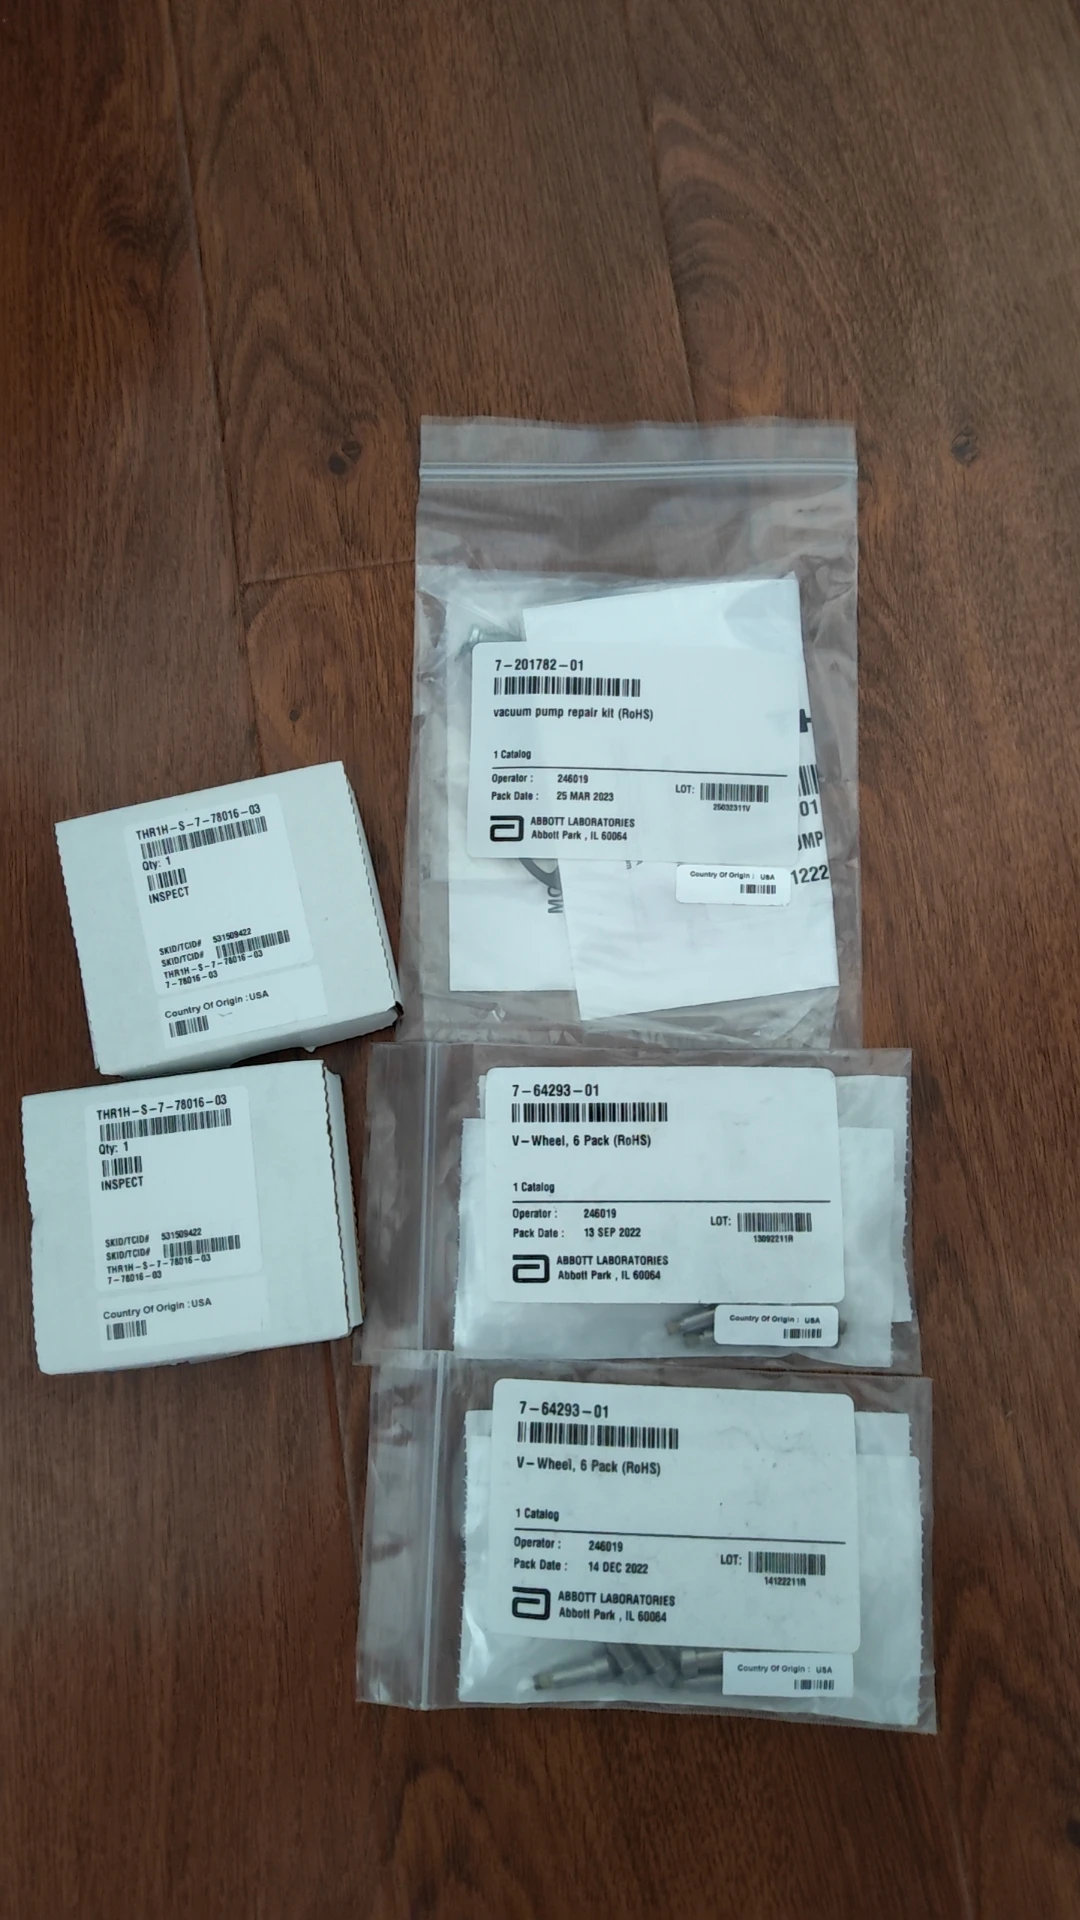 7-201782-01
vacuum pump repair kit (RoHS)
1 Catalog
Operator : 246019
Pack Date : 25 MAR 2023
LOT:
25032311V
ABBOTT LABORATORIES
Abbott Park , IL 60064
Country Of Origin : USA
H
01
UMP
1222
MO
THR1H-S-7-78016-03
Qty: 1
INSPECT
SKID/TCID# 531509422
SKID/TCID#
THR1H-S-7-78016-03
7-78016-03
Country Of Origin : USA
THR1H-S-7-78016-03
Qty: 1
INSPECT
SKID/TCID# 531509422
SKID/TCID#
THR1H-S-7-78016-03
7-78016-03
Country Of Origin : USA
7-64293-01
V-Wheel, 6 Pack (RoHS)
1 Catalog
Operator : 246019
Pack Date : 13 SEP 2022
LOT:
13092211R
ABBOTT LABORATORIES
Abbott Park , IL 60064
Country Of Origin : USA
7-64293-01
V-Wheel, 6 Pack (RoHS)
1 Catalog
Operator : 246019
Pack Date : 14 DEC 2022
LOT:
14122211R
ABBOTT LABORATORIES
Abbott Park , IL 60064
Country Of Origin : USA